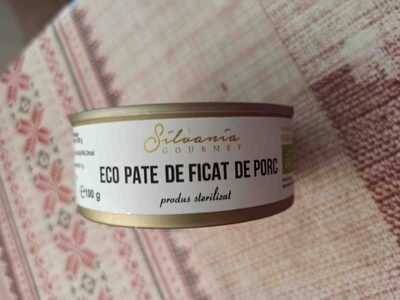 Silvania
GOURMET
ECO PATE DE FICAT DE PORC
℮100 g
produs sterilizat